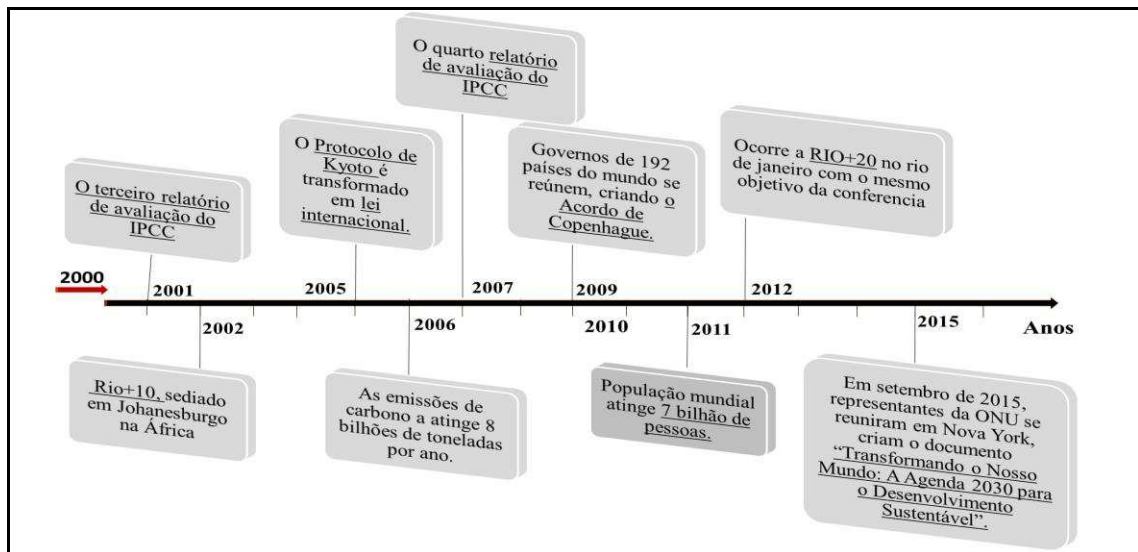 O quarto relatório
de avaliação do
IPCC
O Protocolo de
Kyoto é
transformado
em lei
internacional.
Governos de 192
países do mundo se
reúnem, criando o
Acordo de
Copenhague.
Ocorre a RIO+20 no rio
de janeiro com o mesmo
objetivo da conferencia
O terceiro relatório
de avaliação do
IPCC
2000
2001
2005
2007
2009
2012
2002
2006
2010
2011
2015
Anos
Rio+10, sediado
em Johanesburgo
na África
As emissões de
carbono a atinge 8
bilhões de toneladas
por ano.
População mundial
atinge 7 bilhão de
pessoas.
Em setembro de 2015,
representantes da ONU se
reuniram em Nova York,
criam o documento
“Transformando o Nosso
Mundo: A Agenda 2030 para
o Desenvolvimento
Sustentável”.